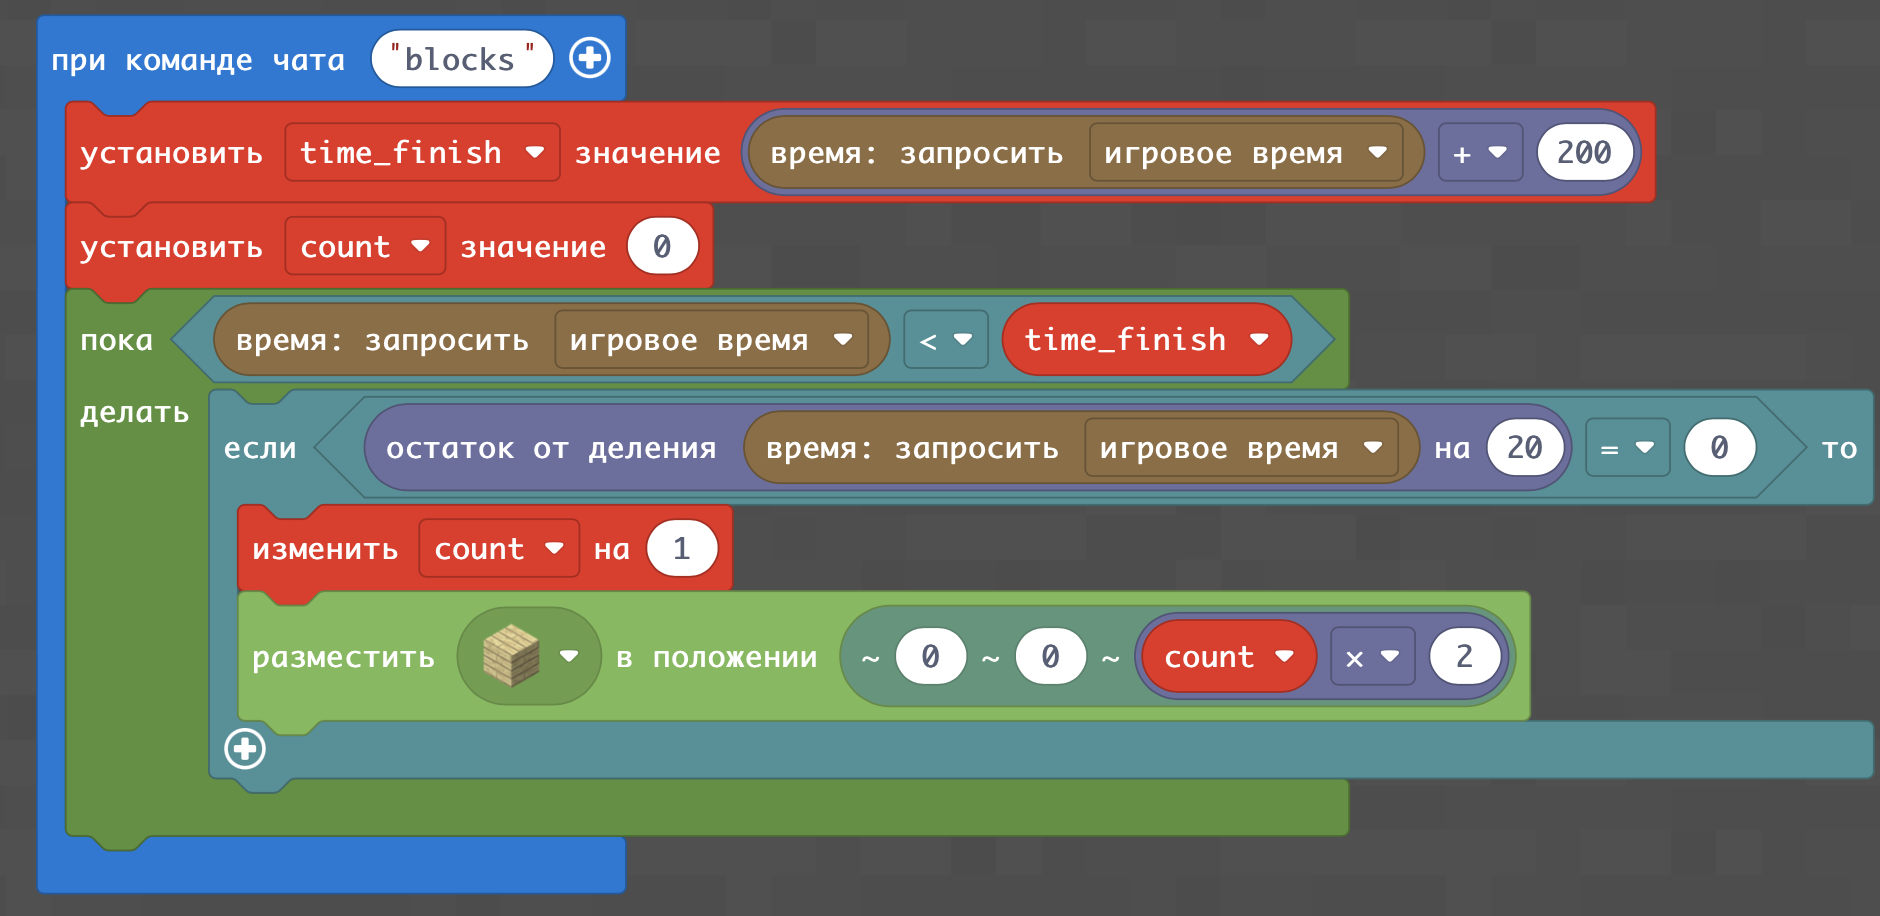 при команде чата "blocks"
установить time_finish значение время: запросить игровое время + 200
установить count значение 0
пока время: запросить игровое время < time_finish
делать
если остаток от деления время: запросить игровое время на 20 = 0 то
изменить count на 1
разместить в положении ~ 0 ~ 0 ~ count × 2